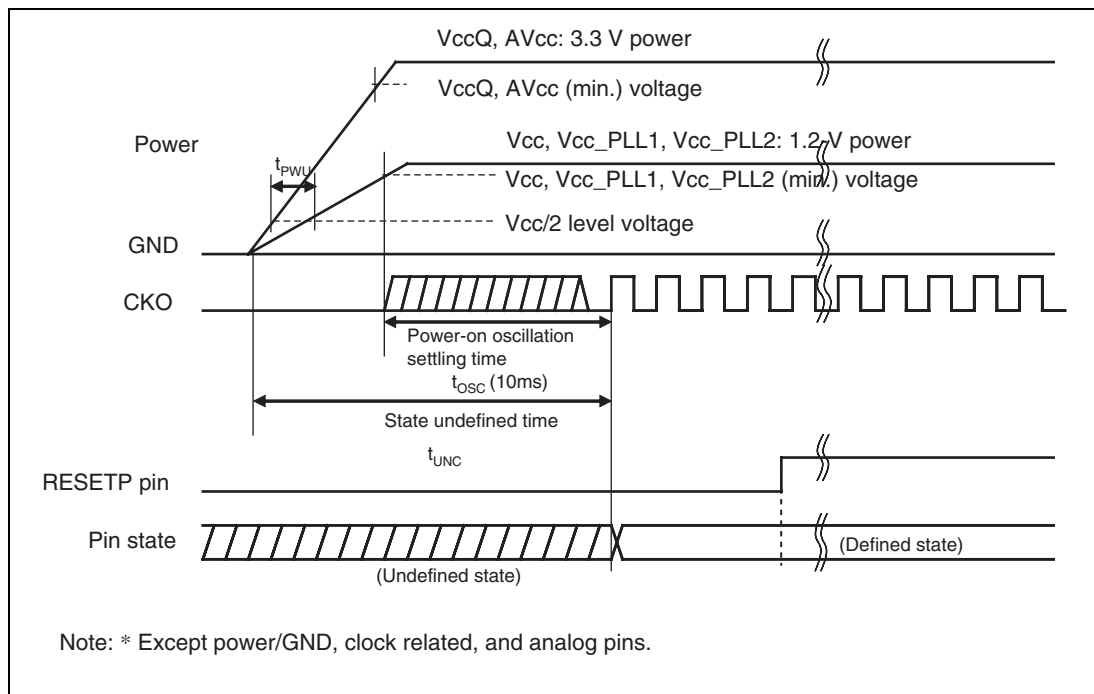 VccQ, AVcc: 3.3 V power
VccQ, AVcc (min.) voltage
Power
Vcc, Vcc_PLL1, Vcc_PLL2: 1.2-V power
tPWU
Vcc, Vcc_PLL1, Vcc_PLL2 (min.) voltage
Vcc/2 level voltage
GND
CKO
Power-on oscillation
settling time
tOSC (10ms)
State undefined time
tUNC
RESETP pin
Pin state
(Defined state)
(Undefined state)
Note: * Except power/GND, clock related, and analog pins.